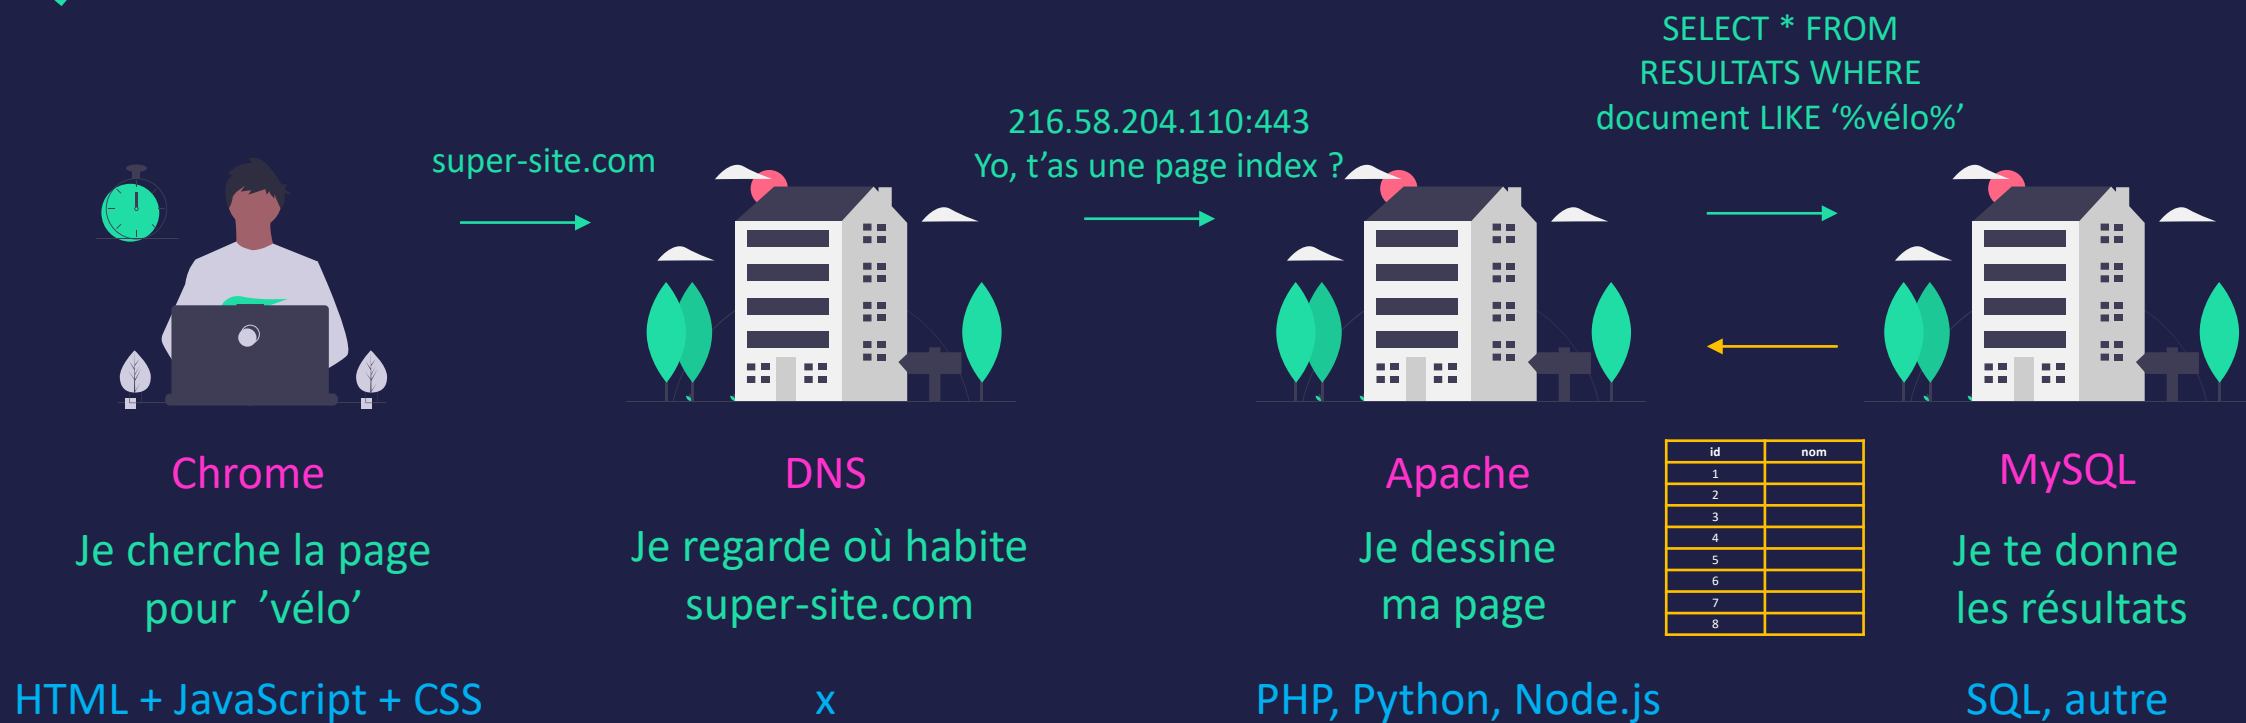 SELECT * FROM
RESULTATS WHERE
document LIKE ‘%vélo%’
216.58.204.110:443
Yo, t’as une page index ?
super-site.com
Chrome
Je cherche la page
pour ’vélo’
HTML + JavaScript + CSS
DNS
Je regarde où habite
super-site.com
x
Apache
Je dessine
ma page
PHP, Python, Node.js
id nom
1
2
3
4
5
6
7
8
MySQL
Je te donne
les résultats
SQL, autre